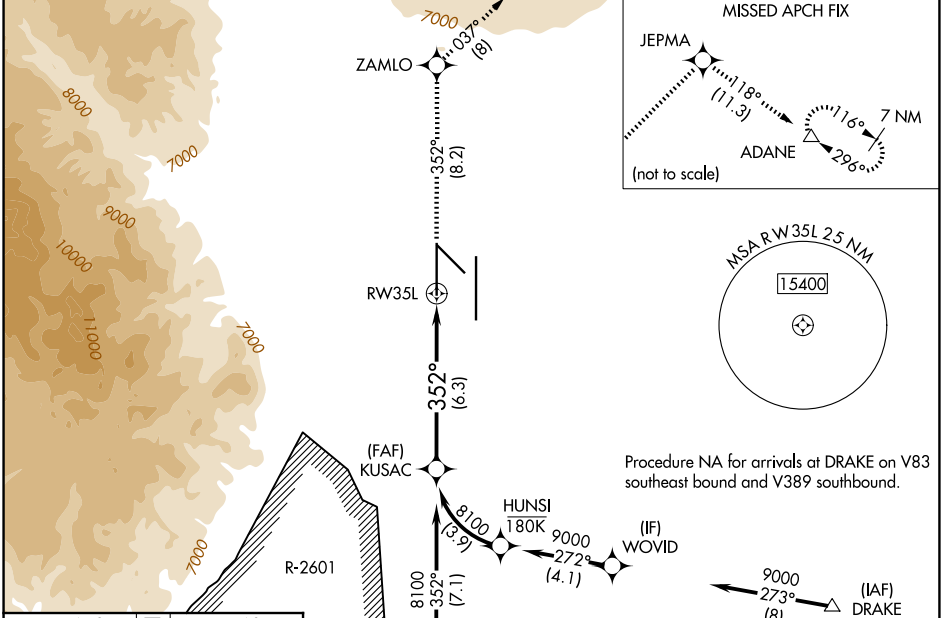 7000
037°
(8)
ZAMLO
8000
7000
352°
(8.2)
9000
10000
11000
7000
RW35L
352°
(6.3)
(FAF)
KUSAC
7000
R-2601
8100
352°
(7.1)
8100
(3.9)
HUNSI
180K
9000
272°
(4.1)
(IF)
WOVID
9000
273°
(8)
(IAF)
DRAKE
MISSED APCH FIX
JEPMA
118°
(11.3)
116°
7 NM
ADANE
296°
(not to scale)
MSA RW35L 25 NM
15400
Procedure NA for arrivals at DRAKE on V83
southeast bound and V389 southbound.